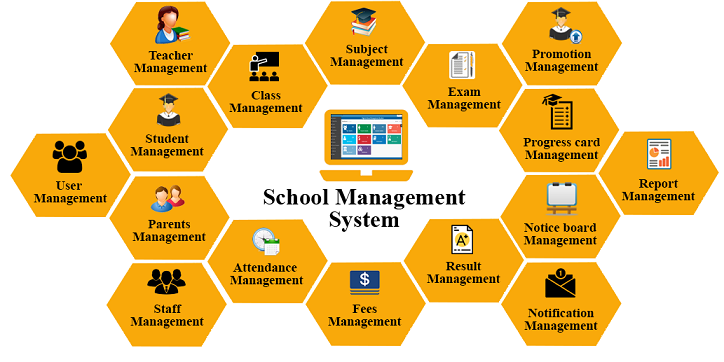 Teacher
Management
Subject
Management
Promotion
Management
Class
Management
Exam
Management
Student
Management
Progress card
Management
User
Management
School Management
System
Report
Management
Parents
Management
Notice board
Management
Attendance
Management
A+
Result
Management
Staff
Management
$
Fees
Management
1
Notification
Management